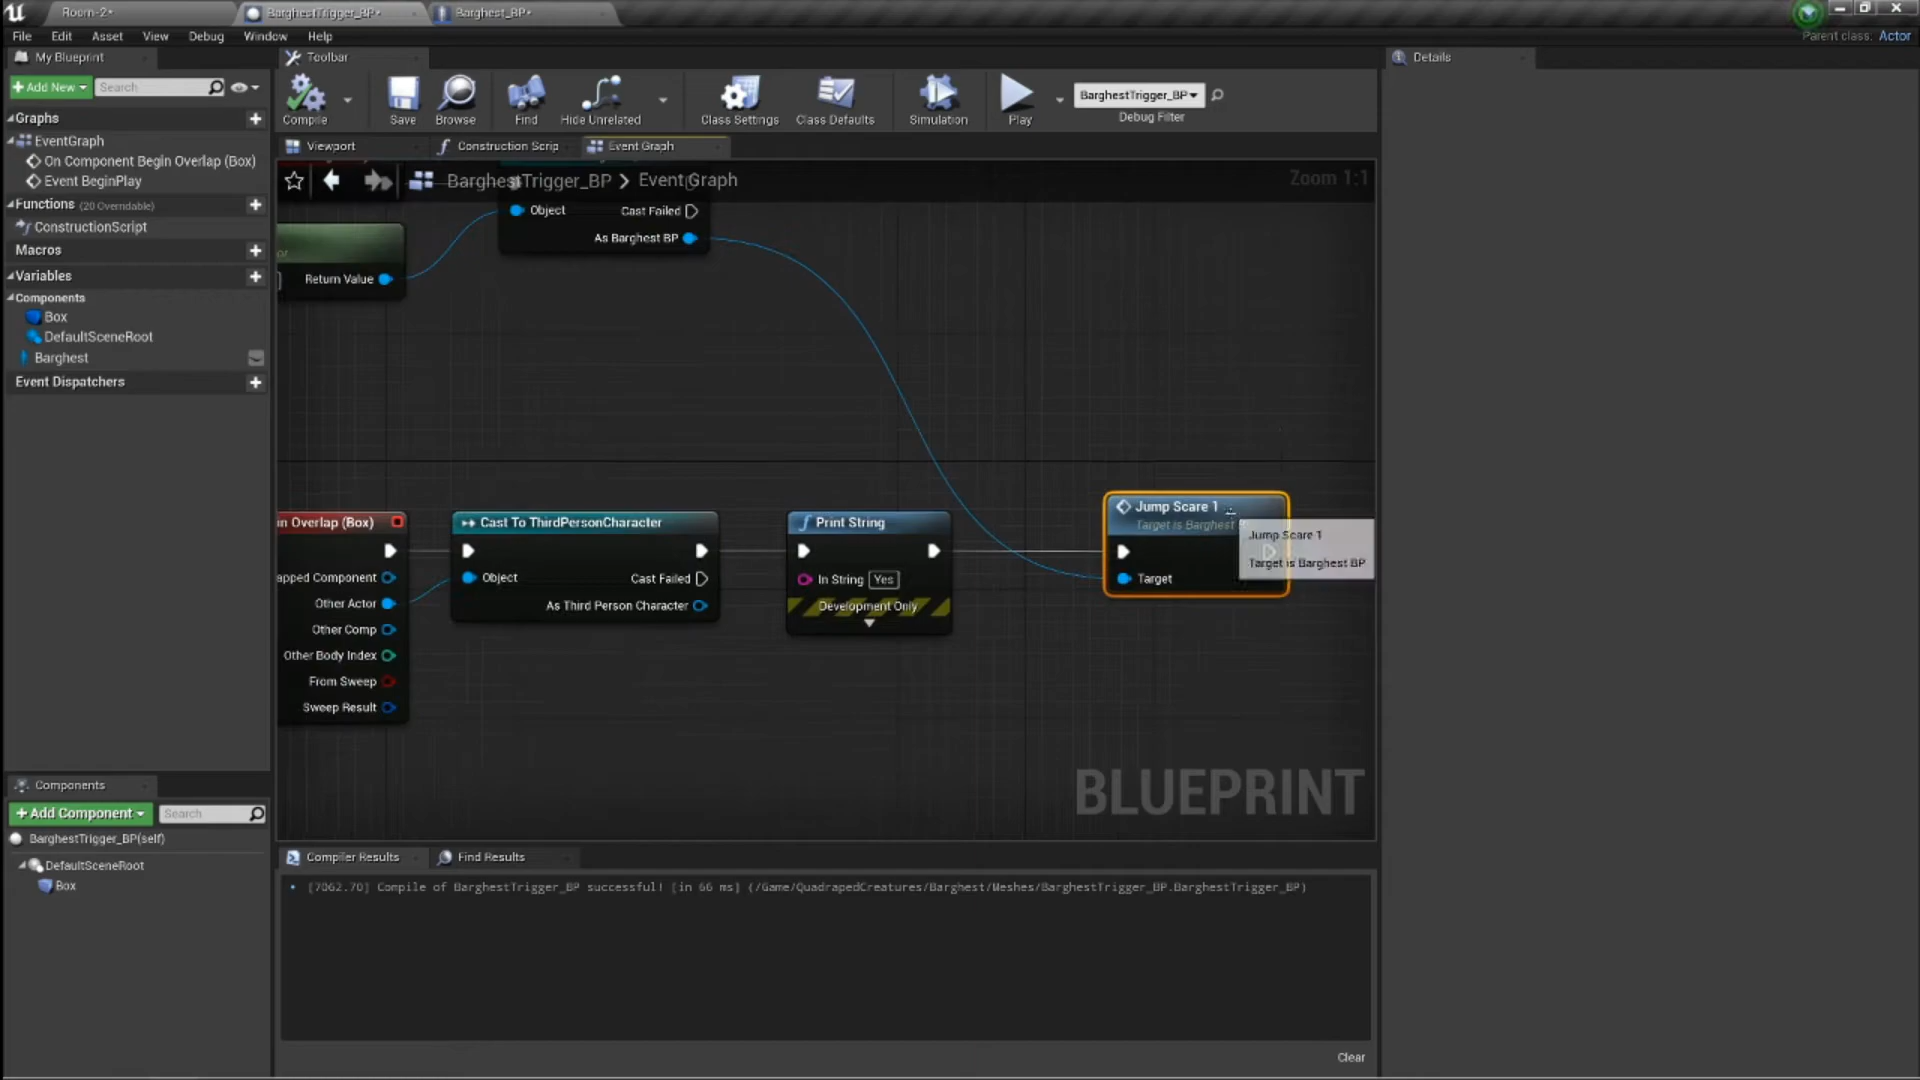 Room-2*
BarghestTrigger_BP*
Barghest_BP*
File Edit Asset View Debug Window Help
Parent class: Actor
My Blueprint
Toolbar
Details
Add New
Search
Compile
Save
Browse
Find
Hide Unrelated
Class Settings
Class Defaults
Simulation
Play
BarghestTrigger_BP
Debug Filter
Graphs
EventGraph
On Component Begin Overlap (Box)
Event BeginPlay
Functions (20 Overridable)
ConstructionScript
Macros
Variables
Components
Box
DefaultSceneRoot
Barghest
Event Dispatchers
Viewport
Construction Scrip
Event Graph
BarghestTrigger_BP > Event Graph
Zoom 1:1
Object
Cast Failed
As Barghest BP
or
Return Value
in Overlap (Box)
apped Component
Other Actor
Other Comp
Other Body Index
From Sweep
Sweep Result
Cast To ThirdPersonCharacter
Object
Cast Failed
As Third Person Character
Print String
In String Yes
Development Only
Jump Scare 1
Target is Barghest
Target
Jump Scare 1
Target is Barghest BP
BLUEPRINT
Components
Add Component
Search
BarghestTrigger_BP(self)
DefaultSceneRoot
Box
Compiler Results
Find Results
[7062.70] Compile of BarghestTrigger_BP successful! [in 66 ms] (/Game/QuadrapedCreatures/Barghest/Meshes/BarghestTrigger_BP.BarghestTrigger_BP)
Clear